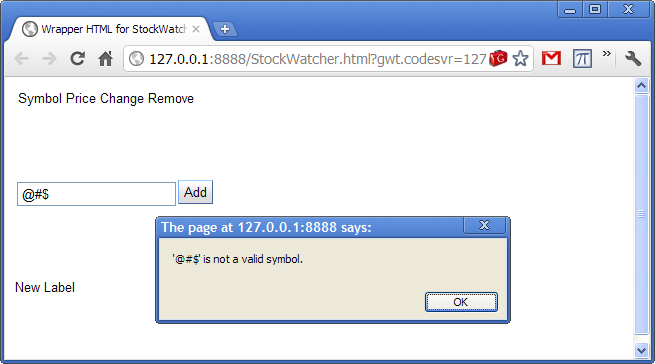 Wrapper HTML for StockWatch
127.0.0.1:8888/StockWatcher.html?gwt.codesvr=127
Symbol Price Change Remove
@#$
Add
The page at 127.0.0.1:8888 says:
'@#$' is not a valid symbol.
OK
New Label